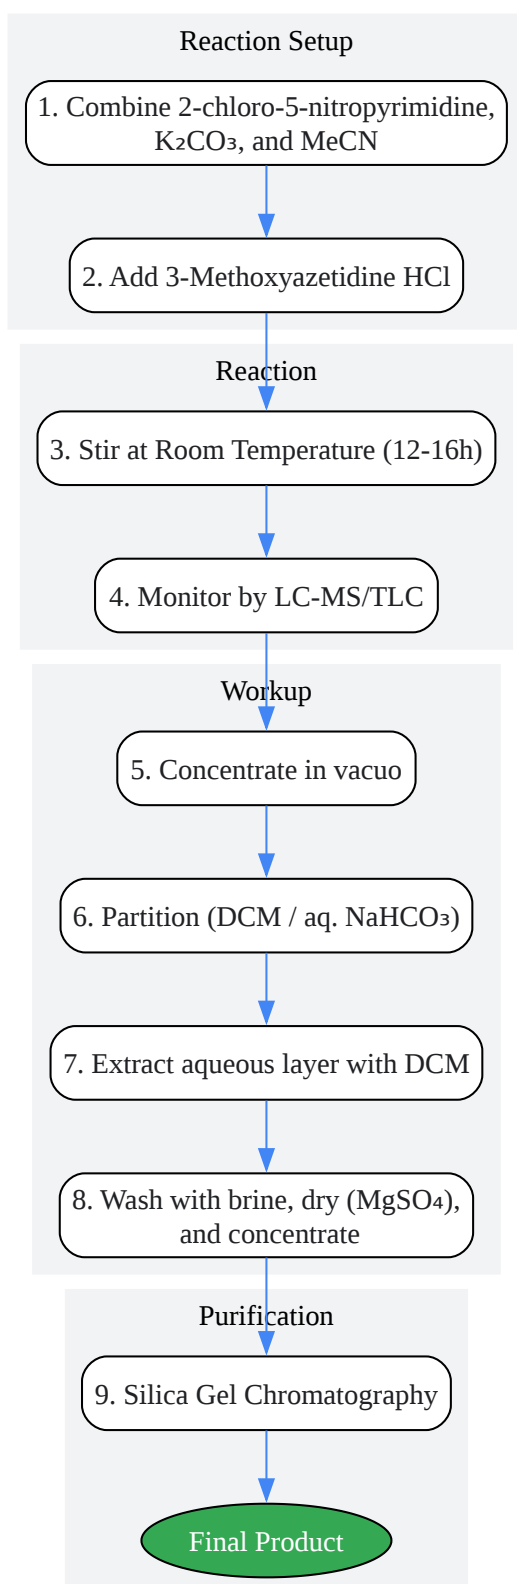 Reaction Setup
1. Combine 2-chloro-5-nitropyrimidine,
K₂CO₃, and MeCN
2. Add 3-Methoxyazetidine HCl
Reaction
3. Stir at Room Temperature (12-16h)
4. Monitor by LC-MS/TLC
Workup
5. Concentrate in vacuo
6. Partition (DCM / aq. NaHCO₃)
7. Extract aqueous layer with DCM
8. Wash with brine, dry (MgSO₄),
and concentrate
Purification
9. Silica Gel Chromatography
Final Product